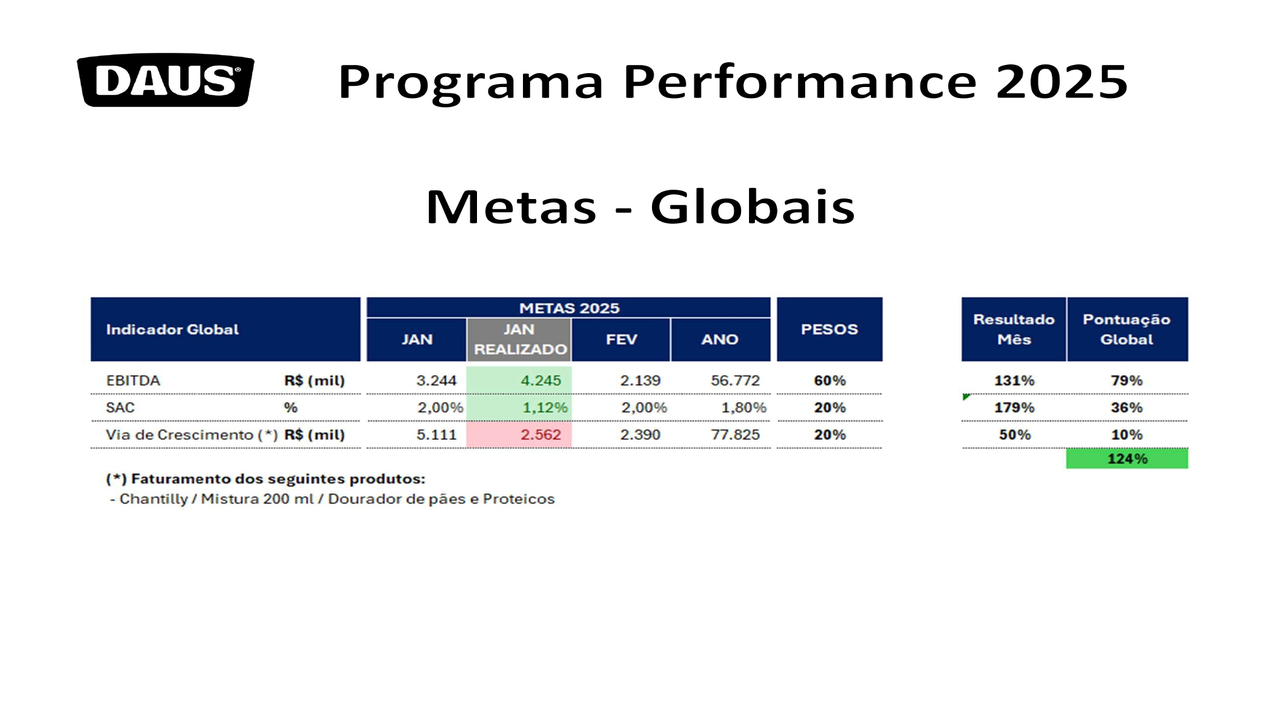 DAUS®
Programa Performance 2025
Metas - Globais
Indicador Global METAS 2025 PESOS Resultado Mês Pontuação Global
JAN JAN REALIZADO FEV ANO
EBITDA R$ (mil) 3.244 4.245 2.139 56.772 60% 131% 79%
SAC % 2,00% 1,12% 2,00% 1,80% 20% 179% 36%
Via de Crescimento (*) R$ (mil) 5.111 2.562 2.390 77.825 20% 50% 10%
124%
(*) Faturamento dos seguintes produtos:
- Chantilly / Mistura 200 ml / Dourador de pães e Proteicos